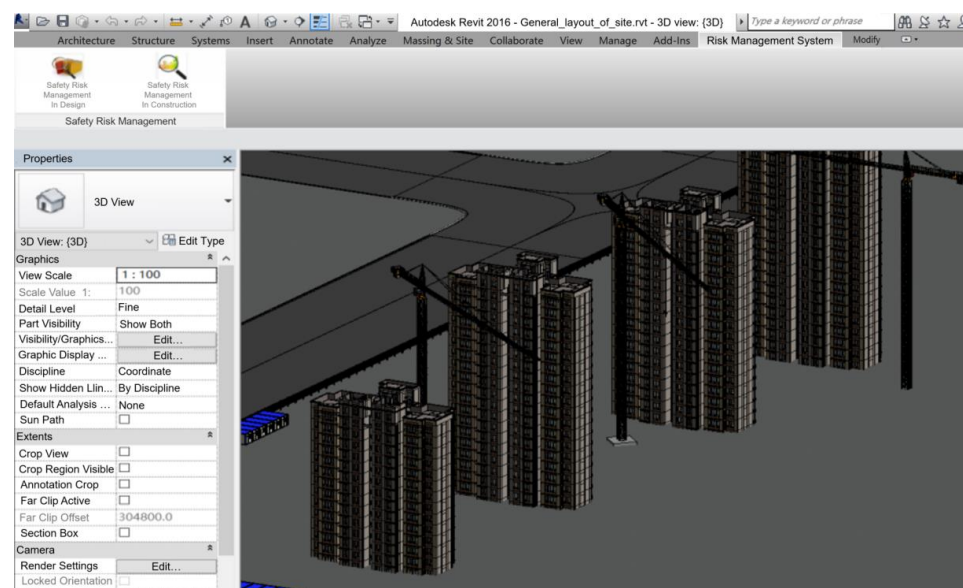 A Autodesk Revit 2016 - General_layout_of_site.rvt - 3D view: {3D} Type a keyword or phrase
Architecture Structure Systems Insert Annotate Analyze Massing & Site Collaborate View Manage Add-Ins Risk Management System Modify
Safety Risk Management In Design
Safety Risk Management In Construction
Safety Risk Management
Properties
3D View
3D View: {3D} Edit Type
Graphics
View Scale 1 : 100
Scale Value 1: 100
Detail Level Fine
Part Visibility Show Both
Visibility/Graphics... Edit...
Graphic Display ... Edit...
Discipline Coordinate
Show Hidden Llin... By Discipline
Default Analysis ... None
Sun Path
Extents
Crop View
Crop Region Visible
Annotation Crop
Far Clip Active
Far Clip Offset 304800.0
Section Box
Camera
Render Settings Edit...
Locked Orientation